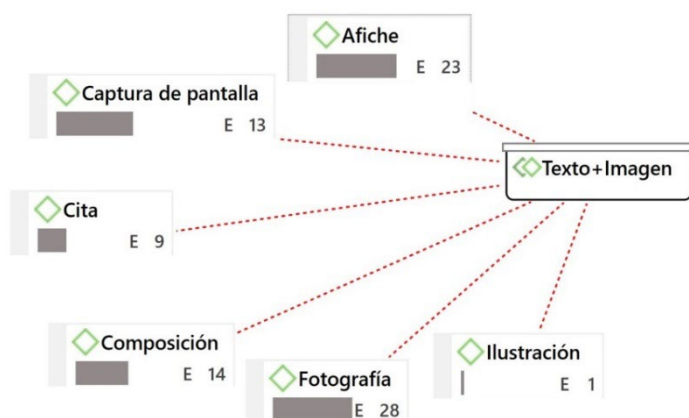 Afiche
E 23
Captura de pantalla
E 13
Texto+Imagen
Cita
E 9
Composición
E 14
Fotografía
E 28
Ilustración
E 1